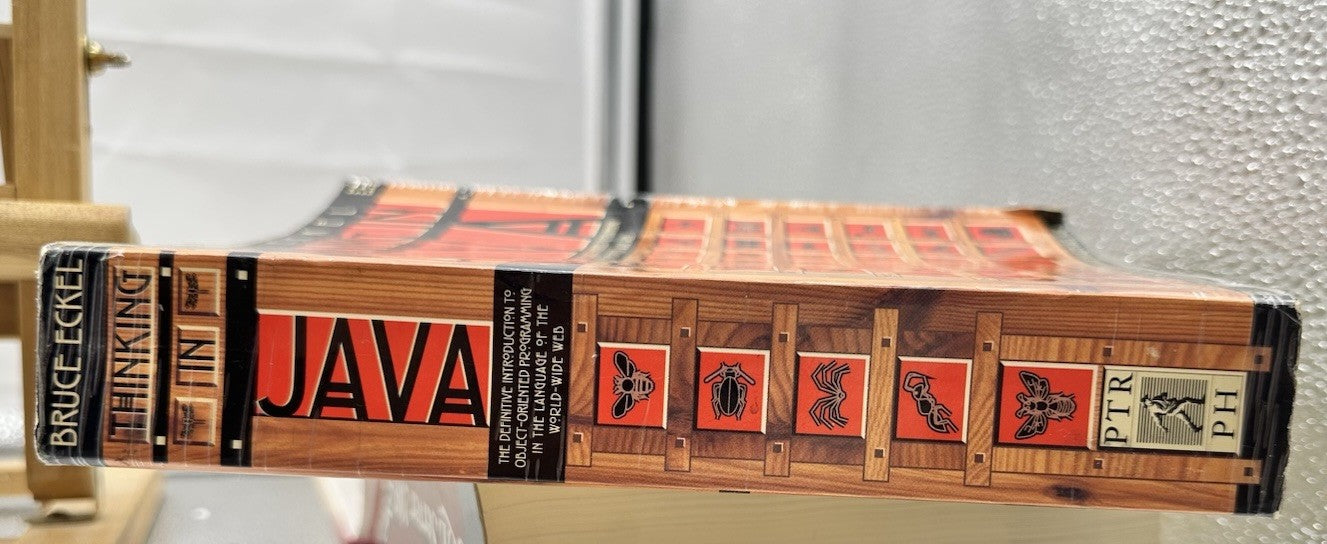 BRUCE ECKEL
THINKING
IN
JAVA
THE DEFINITIVE INTRODUCTION TO
OBJECT-ORIENTED PROGRAMMING
IN THE LANGUAGE OF THE
WORLD-WIDE WEB
PTR
PH